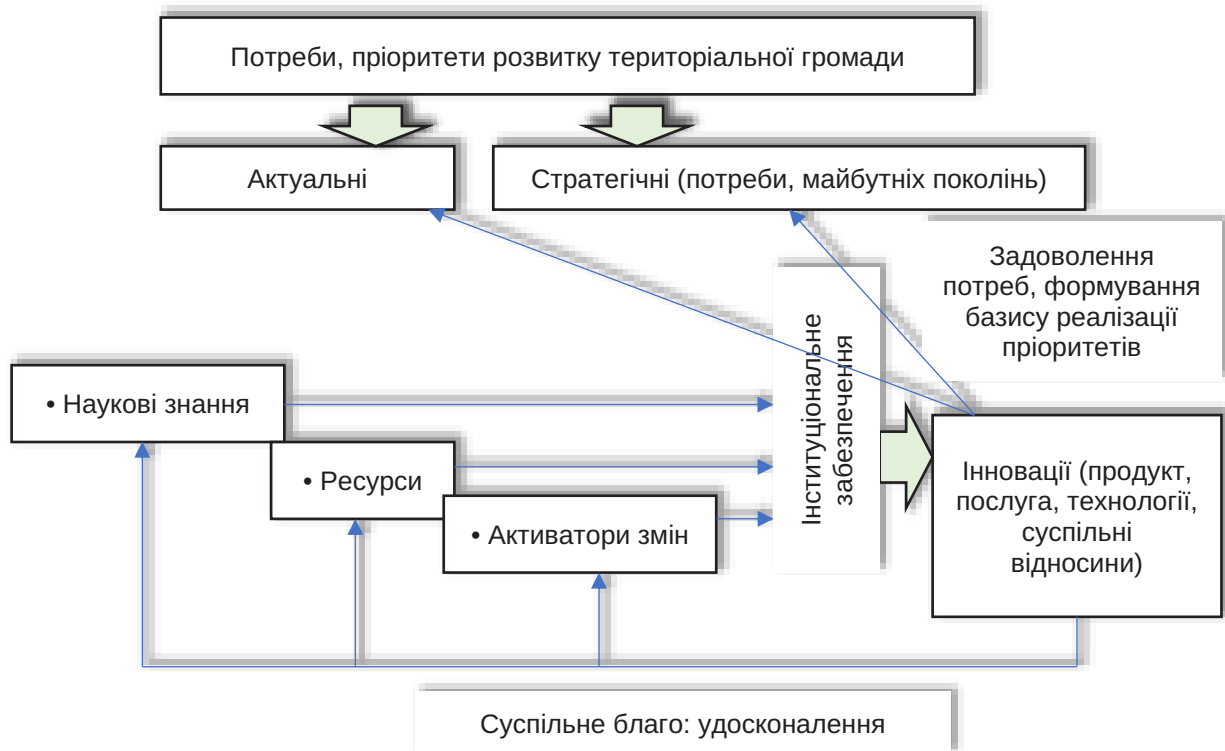 Потреби, пріоритети розвитку територіальної громади
Актуальні
Стратегічні (потреби, майбутніх поколінь)
Задоволення
потреб, формування
базису реалізації
пріоритетів
Інституціональне
забезпечення
• Наукові знання
• Ресурси
• Активатори змін
Інновації (продукт,
послуга, технології,
суспільні
відносини)
Суспільне благо: удосконалення